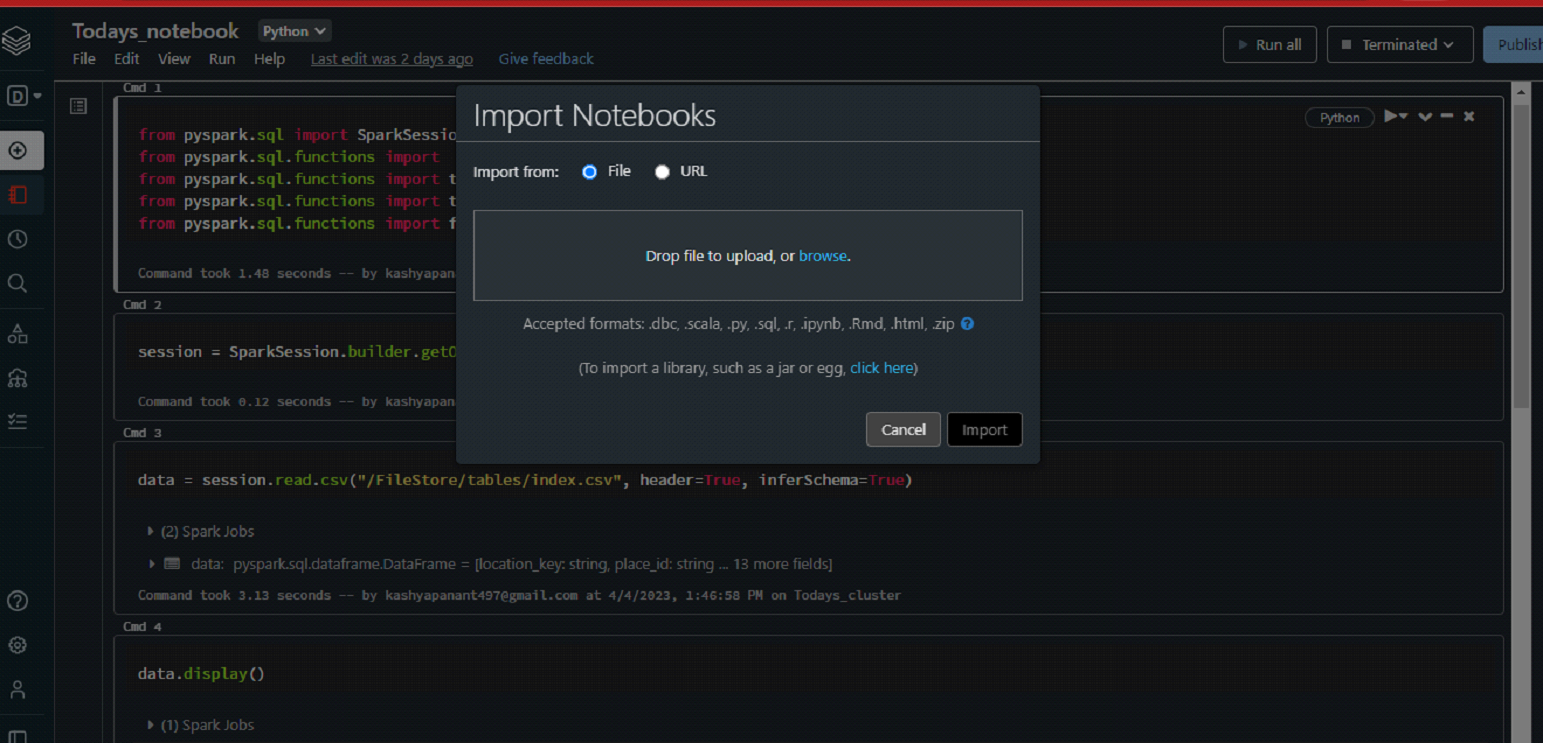 Todays_notebook Python
File Edit View Run Help Last edit was 2 days ago Give feedback
Run all Terminated
D
Cmd 1
Python
from pyspark.sql import
from pyspark.sql.functions import
from pyspark.sql.functions import t
from pyspark.sql.functions import t
from pyspark.sql.functions import f
Command took 1.48 seconds -- by kashyapanan
Cmd 2
session = SparkSession.builder.
Command took 0.12 seconds -- by kashyapanan
Cmd 3
data = session.read.csv("/FileStore/tables/index.csv", header=True, inferSchema=True)
(2) Spark Jobs
data: pyspark.sql.dataframe.DataFrame = [location_key: string, place_id: string ... 13 more fields]
Command took 3.13 seconds -- by kashyapanant497@gmail.com at 4/4/2023, 1:46:58 PM on Todays_cluster
Cmd 4
data.display()
(1) Spark Jobs
Import Notebooks
Import from: File URL
Drop file to upload, or browse.
Accepted formats: .dbc, .scala, .py, .sql, .r, .ipynb, .Rmd, .html, .zip ?
(To import a library, such as a jar or egg, click here)
Cancel Import